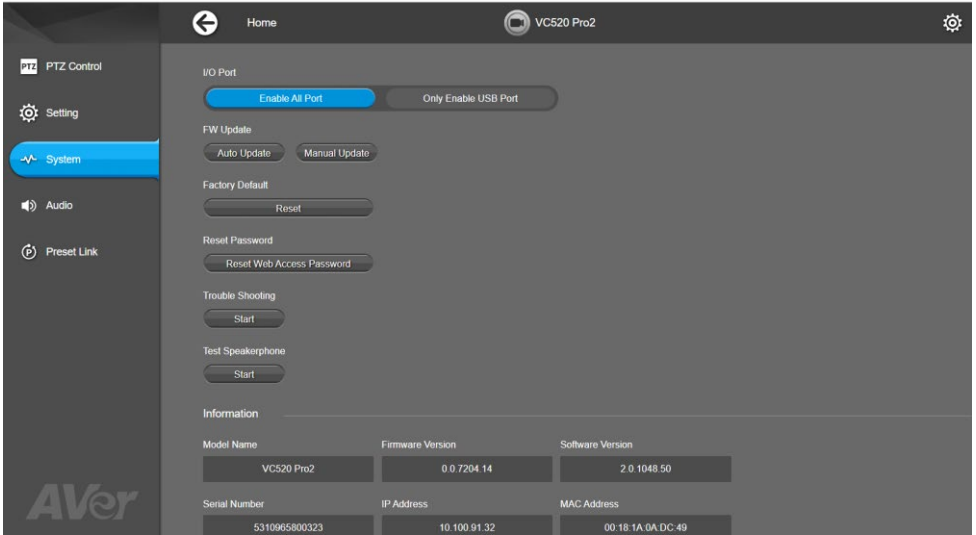 Home
VC520 Pro2
PTZ PTZ Control
Setting
System
Audio
P Preset Link
I/O Port
Enable All Port Only Enable USB Port
FW Update
Auto Update Manual Update
Factory Default
Reset
Reset Password
Reset Web Access Password
Trouble Shooting
Start
Test Speakerphone
Start
Information
Model Name Firmware Version Software Version
VC520 Pro2 0.0.7204.14 2.0.1048.50
Serial Number IP Address MAC Address
5310965800323 10.100.91.32 00:18:1A:0A:DC:49
AVer